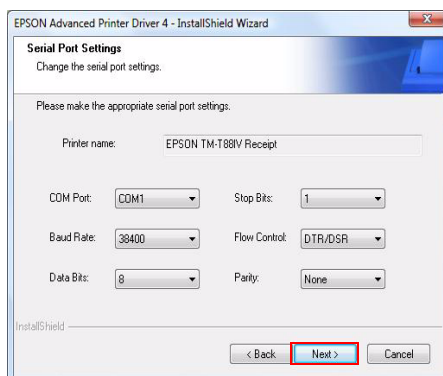 EPSON Advanced Printer Driver 4 - InstallShield Wizard
Serial Port Settings
Change the serial port settings.
Please make the appropriate serial port settings.
Printer name: EPSON TM-T88IV Receipt
COM Port: COM1 Stop Bits: 1
Baud Rate: 38400 Flow Control: DTR/DSR
Data Bits: 8 Parity: None
InstallShield
< Back Next > Cancel